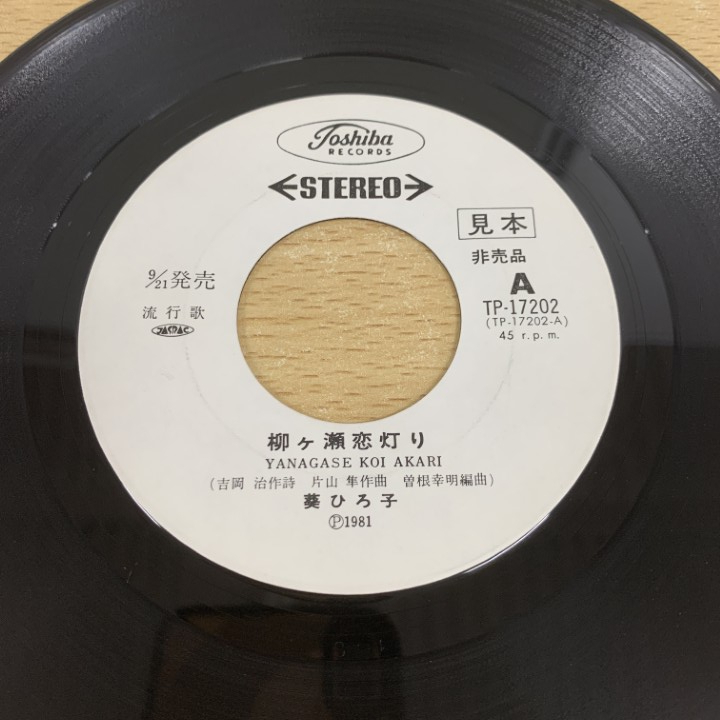 Toshiba
RECORDS
STEREO
見本
非売品
9/21発売
A
流行歌
JASRAC
TP-17202
(TP-17202-A)
45 r.p.m.
柳ヶ瀬恋灯り
YANAGASE KOI AKARI
(吉岡 治作詩 片山 隼作曲 曽根幸明編曲)
葵ひろ子
Ⓟ1981